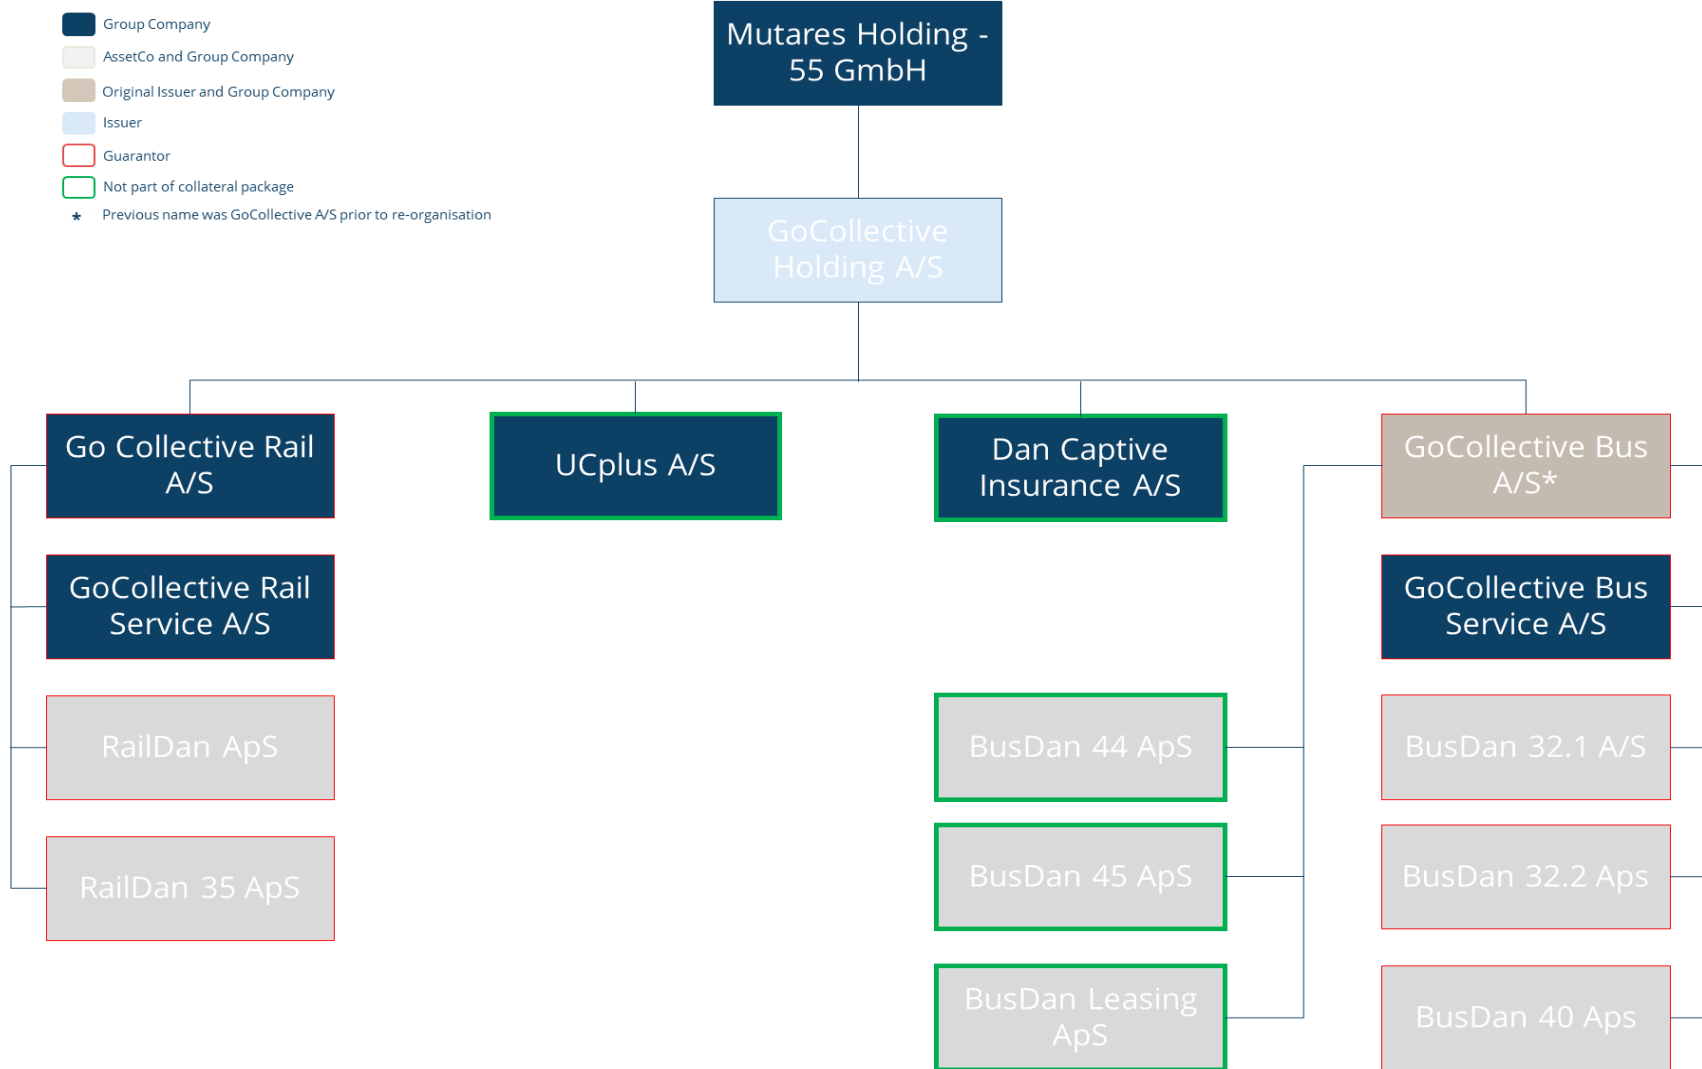 Group Company
AssetCo and Group Company
Original Issuer and Group Company
Issuer
Guarantor
Not part of collateral package
* Previous name was GoCollective A/S prior to re-organisation
Mutares Holding -
55 GmbH
GoCollective
Holding A/S
Go Collective Rail
A/S
UCplus A/S
Dan Captive
Insurance A/S
GoCollective Bus
A/S*
GoCollective Rail
Service A/S
GoCollective Bus
Service A/S
RailDan ApS
BusDan 44 ApS
BusDan 32.1 A/S
RailDan 35 ApS
BusDan 45 ApS
BusDan 32.2 Aps
BusDan Leasing
ApS
BusDan 40 Aps